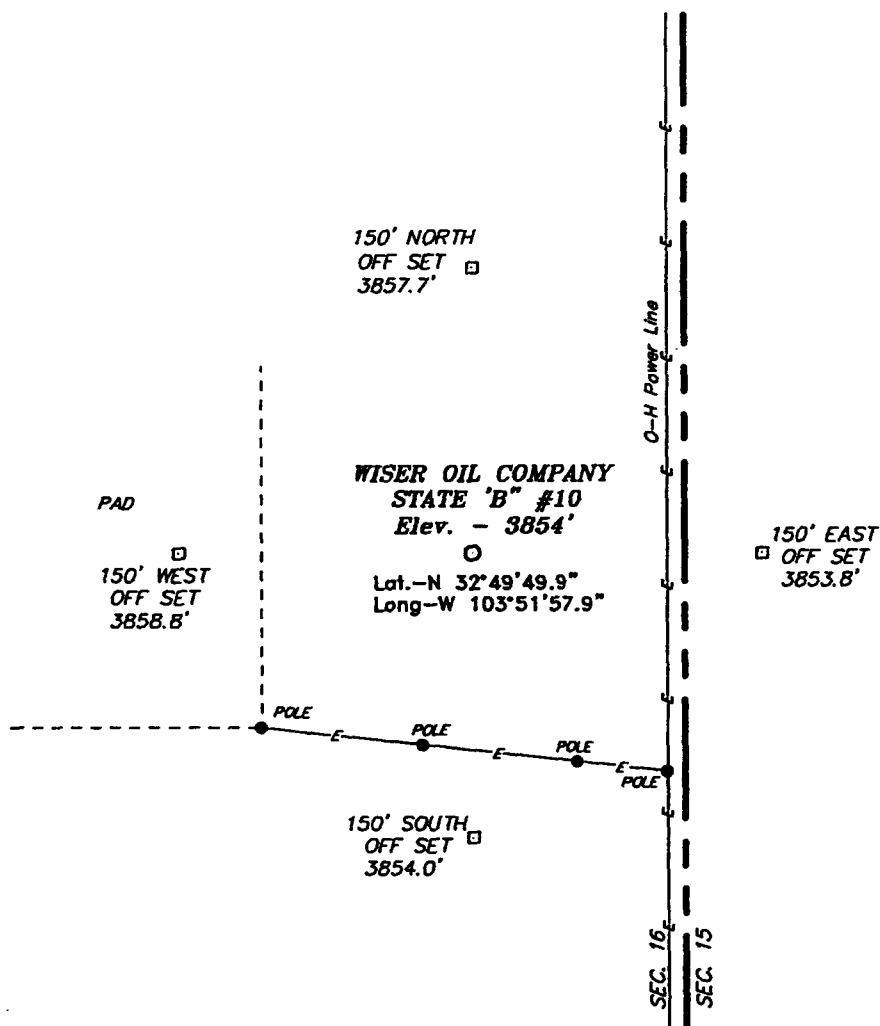 150' NORTH
OFF SET
3857.7'
O-H Power Line
WISER OIL COMPANY
STATE 'B" #10
Elev. - 3854'
Lat.-N 32°49'49.9"
Long-W 103°51'57.9"
PAD
150' WEST
OFF SET
3858.8'
150' EAST
OFF SET
3853.8'
POLE
POLE
POLE
POLE
E
E
E
E
E
E
E
E
E
E
E
150' SOUTH
OFF SET
3854.0'
SEC. 16
SEC. 15